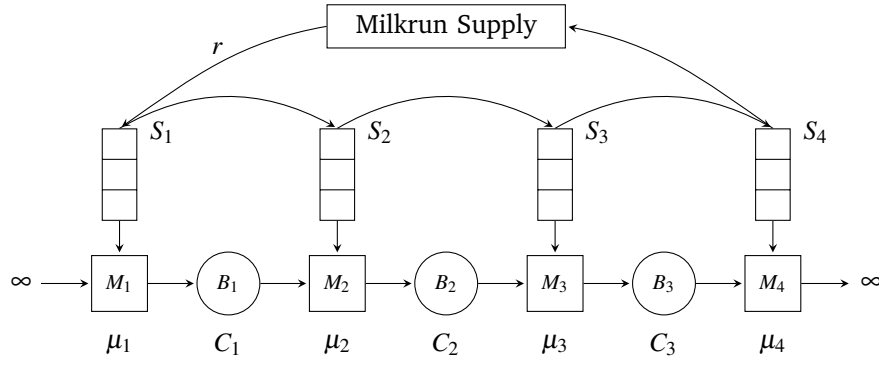 Milkrun Supply
r
S₁ S₂ S₃ S₄
∞ M₁ B₁ M₂ B₂ M₃ B₃ M₄ ∞
μ₁ C₁ μ₂ C₂ μ₃ C₃ μ₄